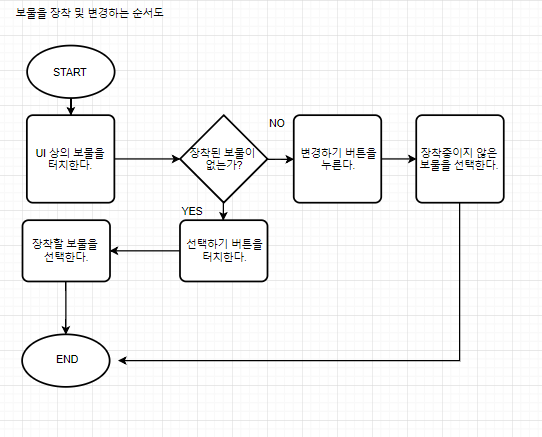 보물을 장착 및 변경하는 순서도
START
UI 상의 보물을
터치한다.
장착된 보물이
없는가?
NO
변경하기 버튼을
누른다.
장착중이지 않은
보물을 선택한다.
YES
선택하기 버튼을
터치한다.
장착할 보물을
선택한다.
END